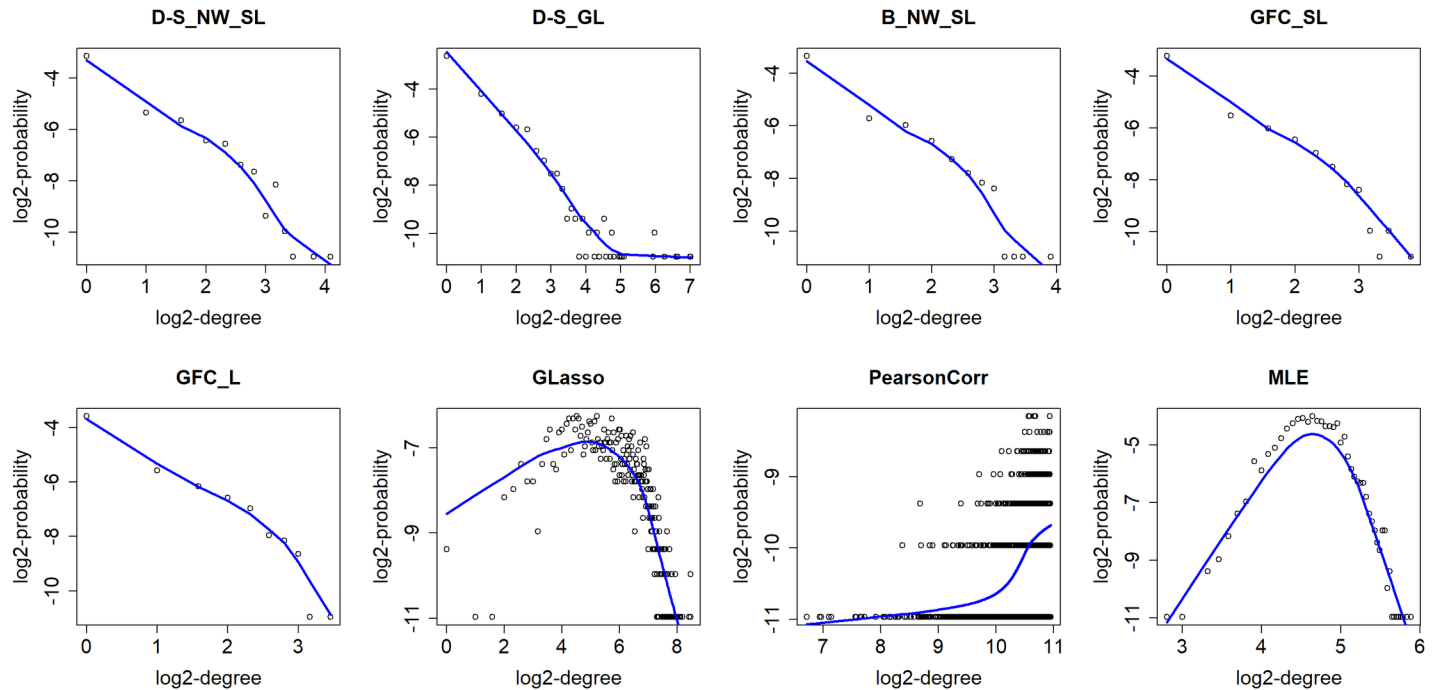 D-S_NW_SL
D-S_GL
B_NW_SL
GFC_SL
log2-probability
-4
-6
-8
-10
0 1 2 3 4
log2-degree
log2-probability
-4
-6
-8
-10
0 1 2 3 4 5 6 7
log2-degree
log2-probability
-4
-6
-8
-10
0 1 2 3 4
log2-degree
log2-probability
-4
-6
-8
-10
0 1 2 3
log2-degree
GFC_L
GLasso
PearsonCorr
MLE
log2-probability
-4
-6
-8
-10
0 1 2 3
log2-degree
log2-probability
-7
-9
-11
0 2 4 6 8
log2-degree
log2-probability
-9
-10
-11
7 8 9 10 11
log2-degree
log2-probability
-5
-7
-9
-11
3 4 5 6
log2-degree